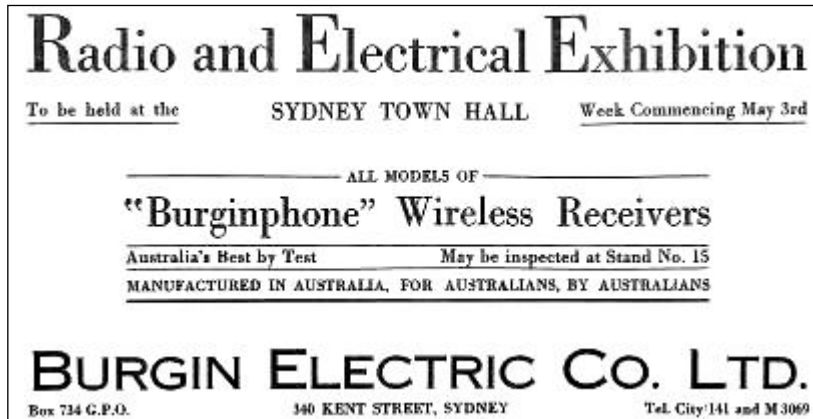 Radio and Electrical Exhibition
To be held at the SYDNEY TOWN HALL Week Commencing May 3rd
ALL MODELS OF
"Burginphone" Wireless Receivers
Australia's Best by Test May be inspected at Stand No. 15
MANUFACTURED IN AUSTRALIA, FOR AUSTRALIANS, BY AUSTRALIANS
BURGIN ELECTRIC CO. LTD.
Box 734 G.P.O. 340 KENT STREET, SYDNEY Tel. City 141 and M 3069